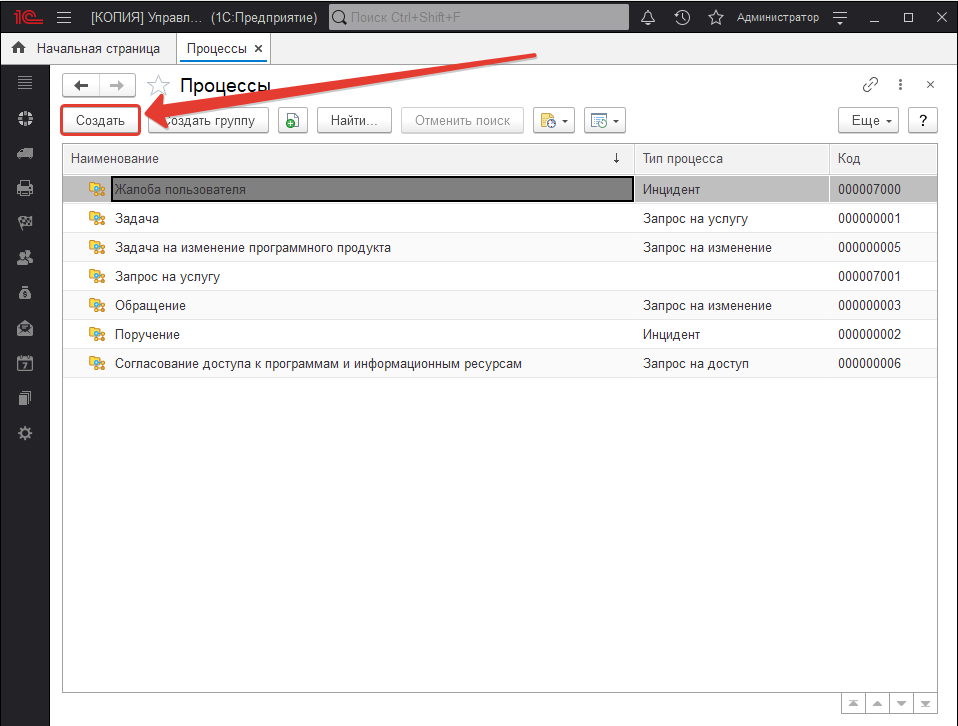 1С [КОПИЯ] Управл... (1С:Предприятие) Поиск Ctrl+Shift+F Администратор
Начальная страница Процессы
Процессы
Создать Создать группу Найти... Отменить поиск Еще ?
Наименование Тип процесса Код
Жалоба пользователя Инцидент 000007000
Задача Запрос на услугу 000000001
Задача на изменение программного продукта Запрос на изменение 000000005
Запрос на услугу 000007001
Обращение Запрос на изменение 000000003
Поручение Инцидент 000000002
Согласование доступа к программам и информационным ресурсам Запрос на доступ 000000006
7